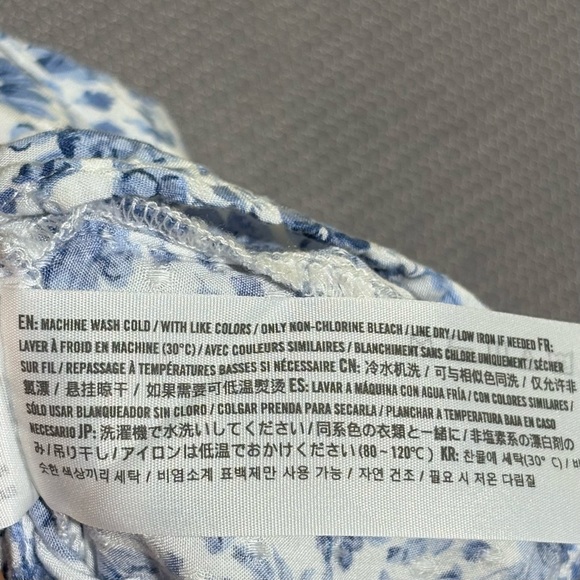 EN: MACHINE WASH COLD / WITH LIKE COLORS / ONLY NON-CHLORINE BLEACH / LINE DRY / LOW IRON IF NEEDED FR:
LAVER À FROID EN MACHINE (30°C) / AVEC COULEURS SIMILAIRES / BLANCHIMENT SANS CHLORE UNIQUEMENT / SÉCHER
SUR FIL / REPASSAGE À TEMPÉRATURES BASSES SI NÉCESSAIRE CN: 冷水机洗 / 可与相似色同洗 / 仅允许非
氯漂 / 悬挂晾干 / 如果需要可低温熨烫 ES: LAVAR A MÁQUINA CON AGUA FRÍA / CON COLORES SIMILARES /
SÓLO USAR BLANQUEADOR SIN CLORO / COLGAR PRENDA PARA SECARLA / PLANCHAR A TEMPERATURA BAJA EN CASO
NECESARIO JP: 洗濯機で水洗いしてください / 同系色の衣類と一緒に / 非塩素系の漂白剤の
み / 吊り干し / アイロンは低温でおかけください (80~120℃) KR: 찬물에 세탁(30° C) / 비
슷한 색상끼리 세탁 / 비염소계 표백제만 사용 가능 / 자연 건조 / 필요 시 저온 다림질